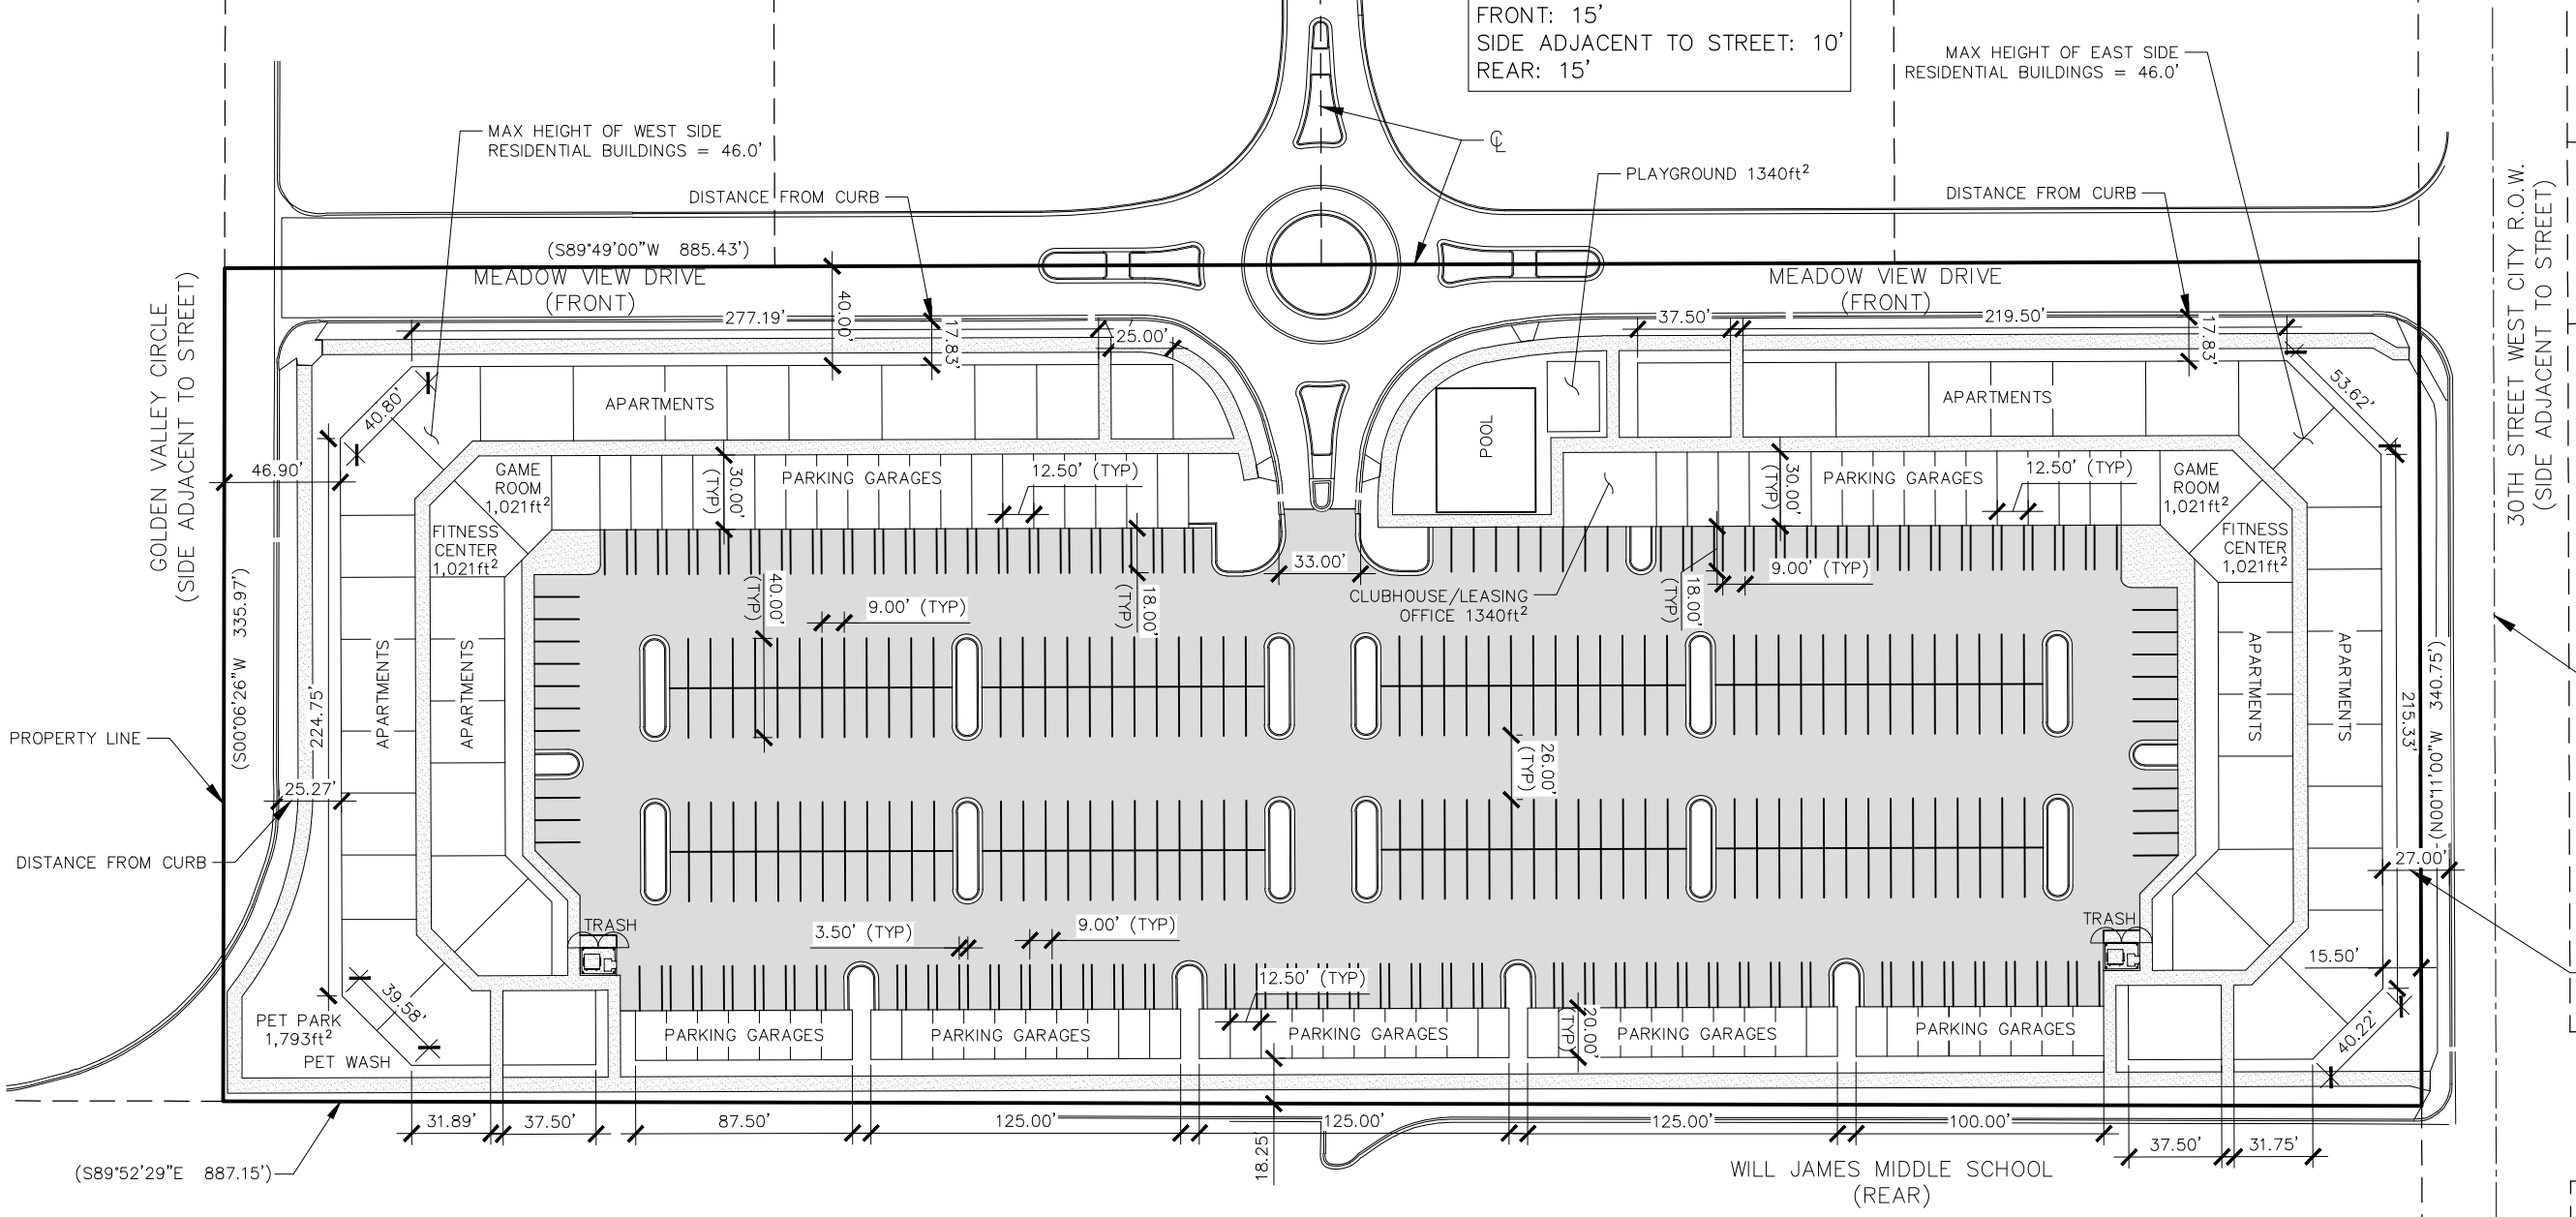 FRONT: 15'
SIDE ADJACENT TO STREET: 10'
REAR: 15'
MAX HEIGHT OF EAST SIDE
RESIDENTIAL BUILDINGS = 46.0'
MAX HEIGHT OF WEST SIDE
RESIDENTIAL BUILDINGS = 46.0'
℄
PLAYGROUND 1340ft²
DISTANCE FROM CURB
DISTANCE FROM CURB
(S89°49'00"W 885.43')
MEADOW VIEW DRIVE
(FRONT)
MEADOW VIEW DRIVE
(FRONT)
GOLDEN VALLEY CIRCLE
(SIDE ADJACENT TO STREET)
30TH STREET WEST CITY R.O.W.
(SIDE ADJACENT TO STREET)
277.19'
40.00'
17.83'
25.00'
37.50'
219.50'
17.83'
40.80'
APARTMENTS
POOL
APARTMENTS
53.62'
46.90'
GAME
ROOM
1,021ft²
30.00'
(TYP)
PARKING GARAGES
12.50' (TYP)
30.00'
(TYP)
PARKING GARAGES
12.50' (TYP)
GAME
ROOM
1,021ft²
FITNESS
CENTER
1,021ft²
FITNESS
CENTER
1,021ft²
33.00'
40.00'
(TYP)
9.00' (TYP)
18.00'
(TYP)
CLUBHOUSE/LEASING
OFFICE 1340ft²
18.00'
(TYP)
9.00' (TYP)
(S00°06'26"W 335.97')
224.75'
APARTMENTS
APARTMENTS
APARTMENTS
APARTMENTS
215.33'
(N00°11'00"W 340.75')
PROPERTY LINE
26.00'
(TYP)
25.27'
DISTANCE FROM CURB
27.00'
TRASH
3.50' (TYP)
9.00' (TYP)
TRASH
15.50'
12.50' (TYP)
39.58'
PET PARK
1,793ft²
PET WASH
PARKING GARAGES
PARKING GARAGES
PARKING GARAGES
20.00'
(TYP)
PARKING GARAGES
PARKING GARAGES
40.22'
31.89'
37.50'
87.50'
125.00'
125.00'
125.00'
100.00'
37.50'
31.75'
18.25'
(S89°52'29"E 887.15')
WILL JAMES MIDDLE SCHOOL
(REAR)